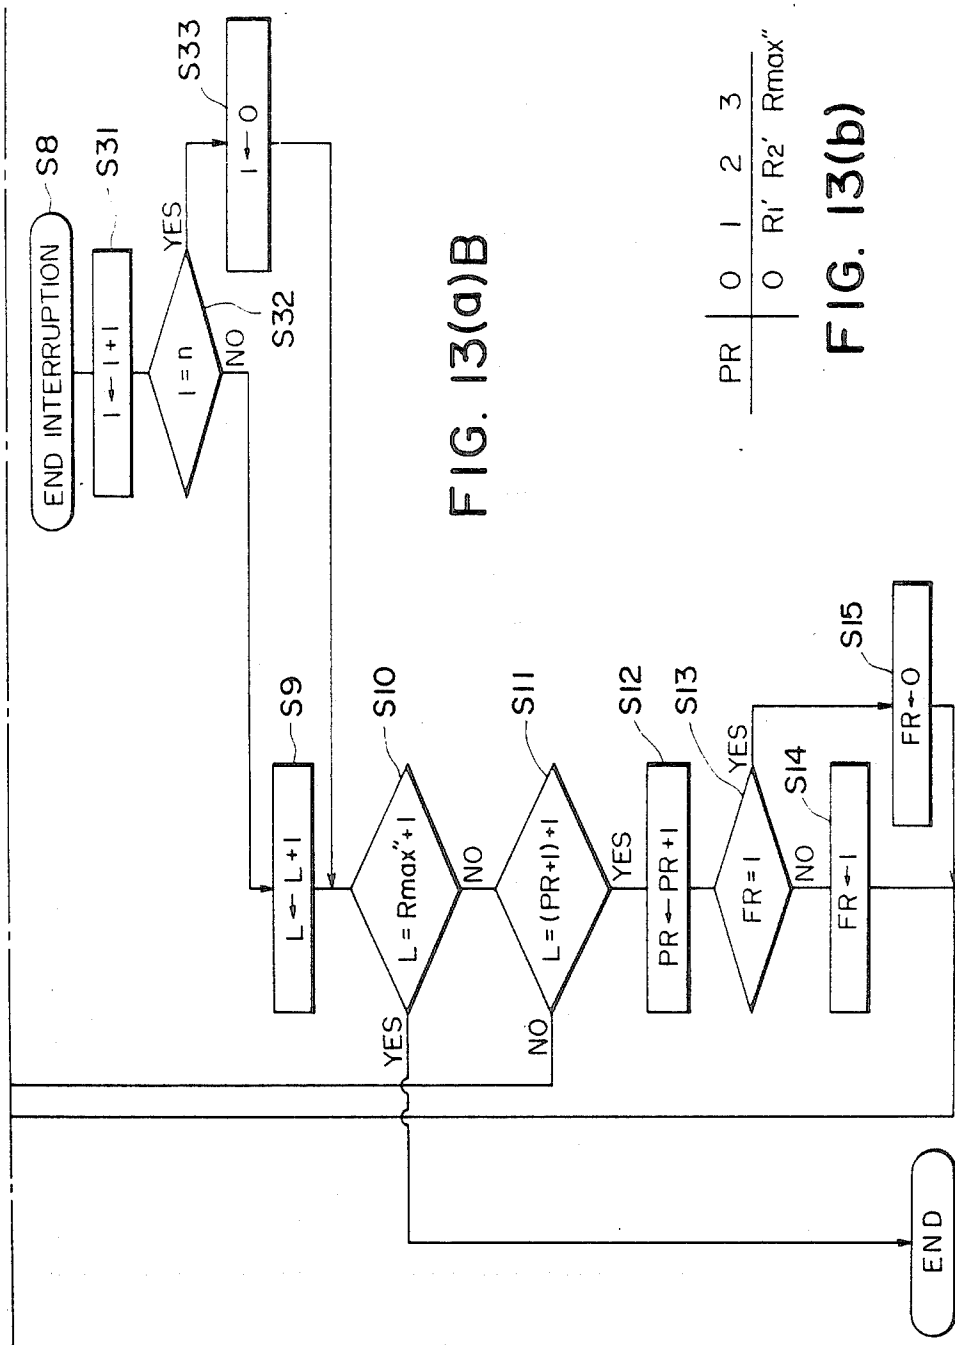 END INTERRUPTION
S8
I ← I+1
S31
I = n
YES
NO
S32
I ← O
S33
L ← L+1
S9
L = Rmax"+1
S10
YES
NO
L = (PR+1)+1
S11
NO
YES
PR ← PR+1
S12
FR = 1
S13
YES
NO
FR ← 1
S14
FR ← O
S15
END
FIG. 13(a)B
PR 0 1 2 3
0 R1' R2' Rmax"
FIG. 13(b)